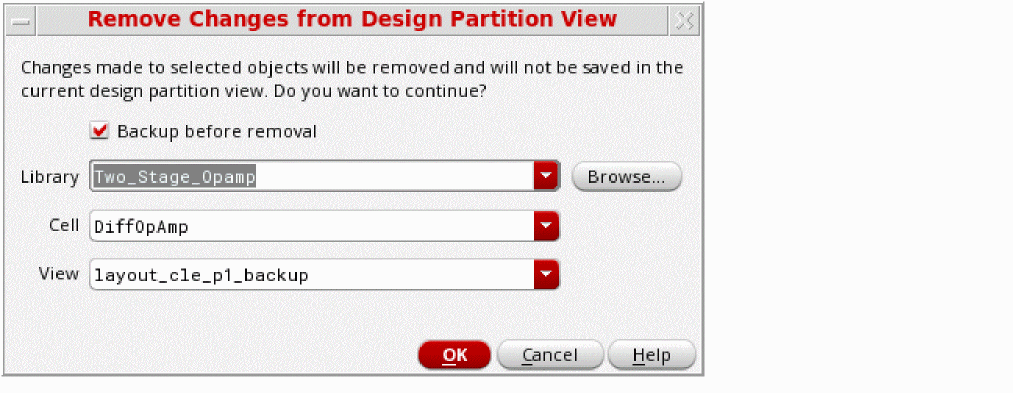 Remove Changes from Design Partition View
Changes made to selected objects will be removed and will not be saved in the
current design partition view. Do you want to continue?
Backup before removal
Library Two_Stage_Opamp Browse...
Cell DiffOpAmp
View layout_cle_p1_backup
OK Cancel Help